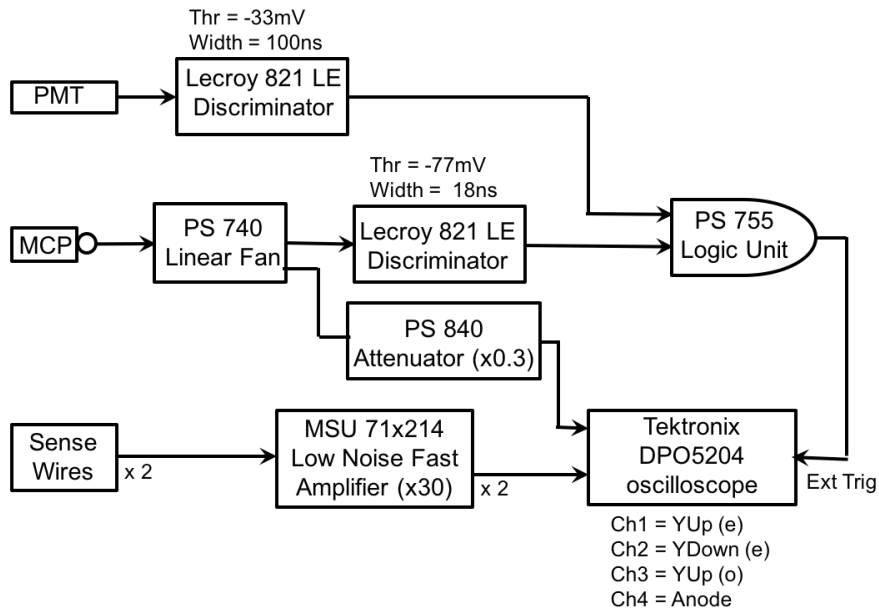 Thr = -33mV
Width = 100ns
PMT
Lecroy 821 LE
Discriminator
Thr = -77mV
Width =  18ns
MCP
PS 740
Linear Fan
Lecroy 821 LE
Discriminator
PS 755
Logic Unit
PS 840
Attenuator (x0.3)
Sense
Wires
x 2
MSU 71x214
Low Noise Fast
Amplifier (x30)
x 2
Tektronix
DPO5204
oscilloscope
Ext Trig
Ch1 = YUp (e)
Ch2 = YDown (e)
Ch3 = YUp (o)
Ch4 = Anode